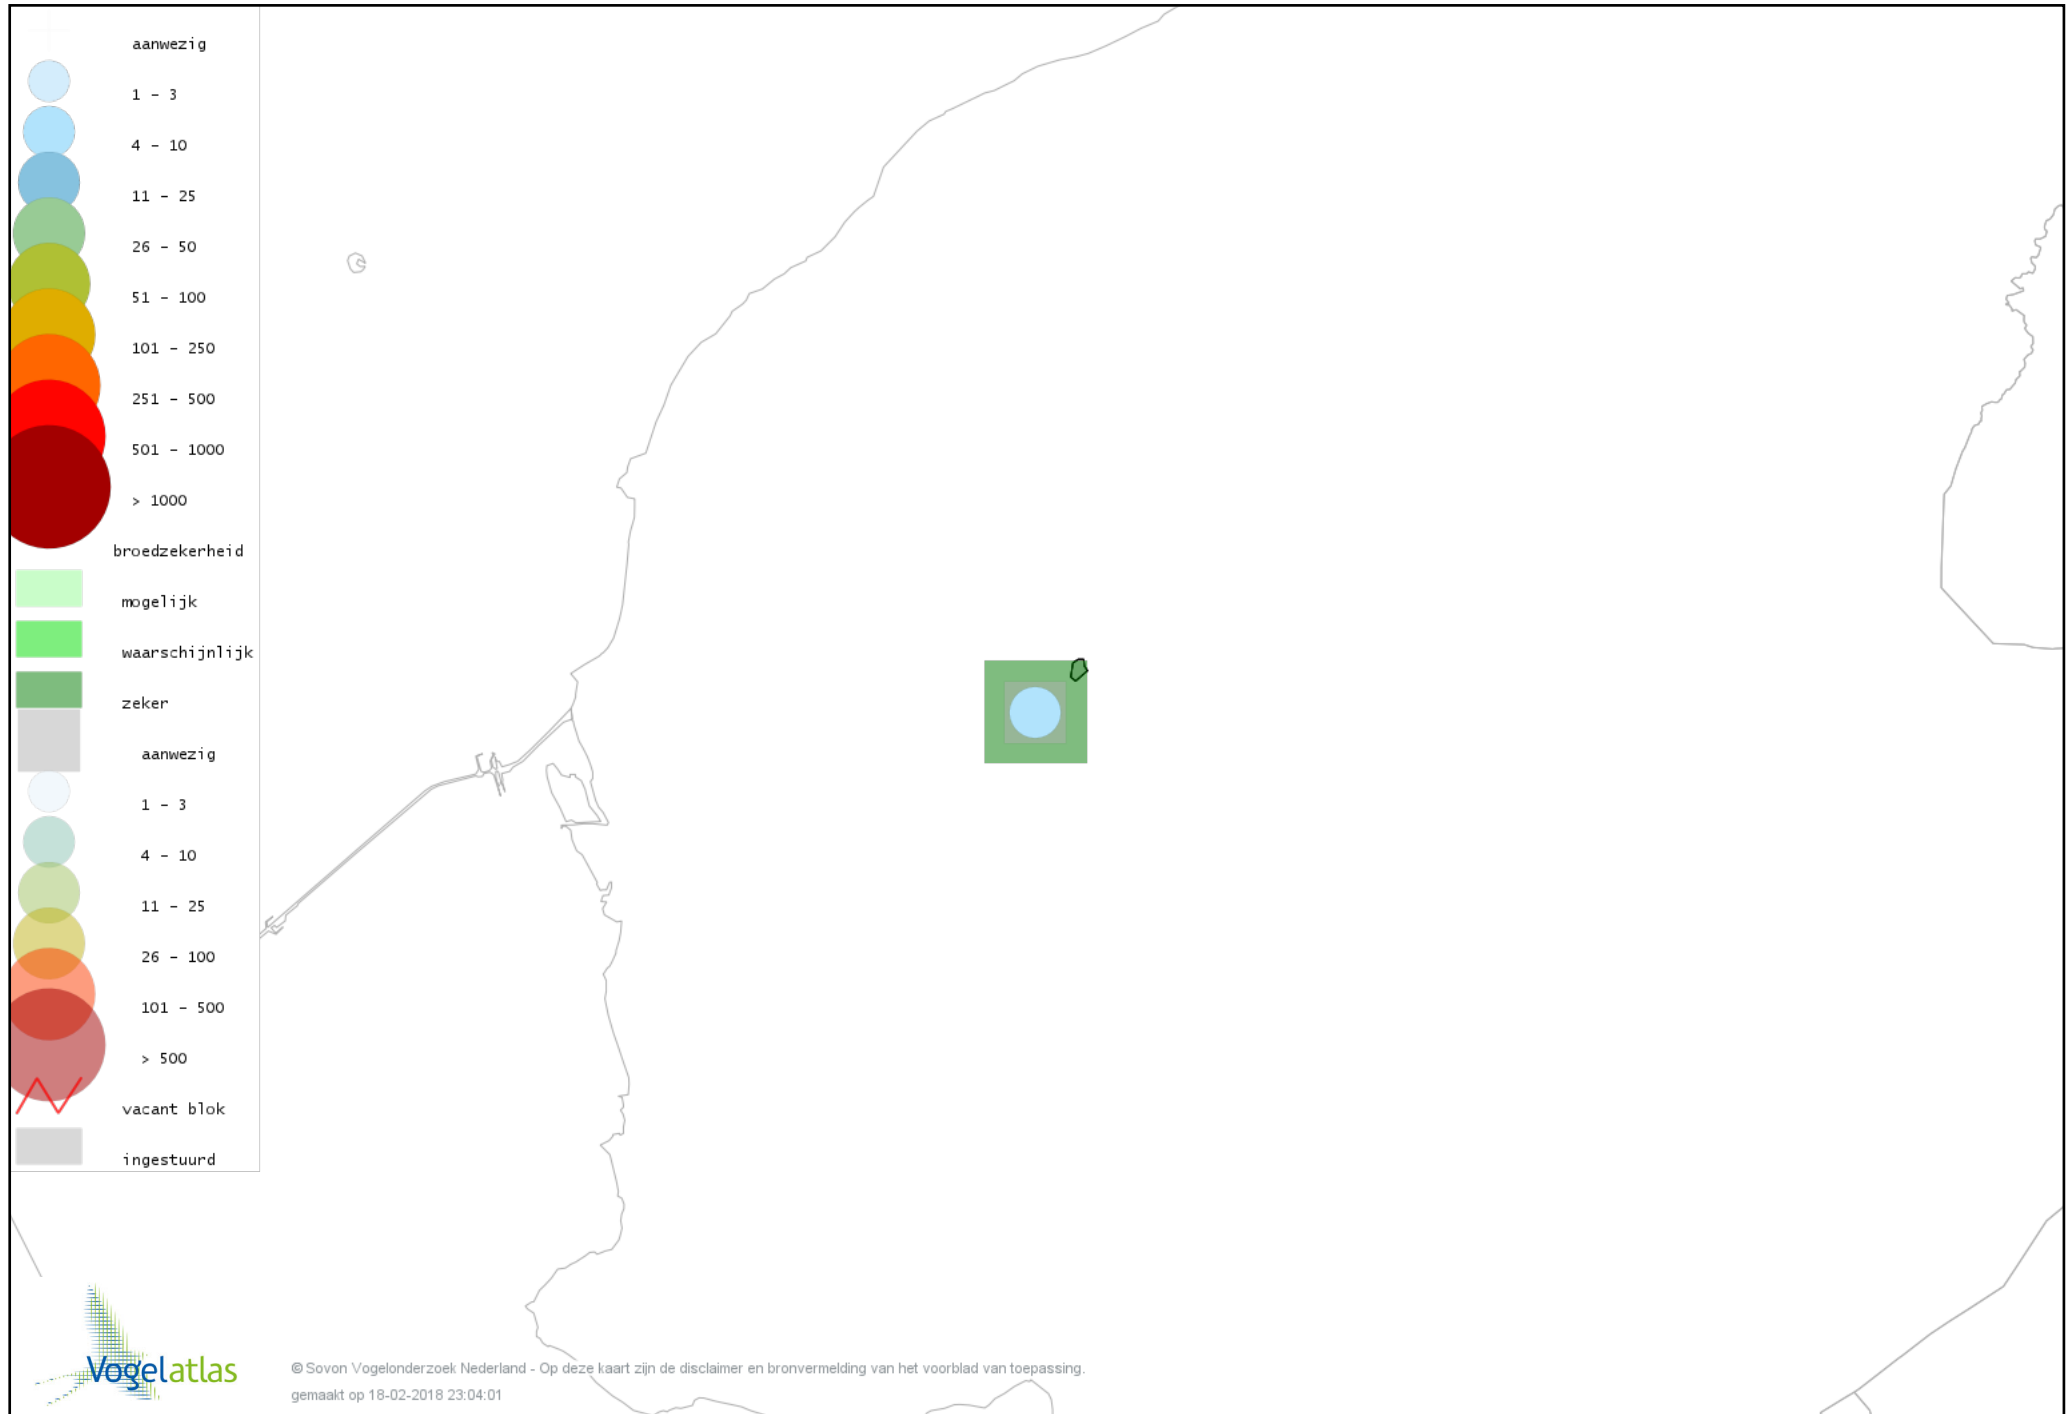 aanwezig
1 - 3
4 - 10
11 - 25
26 - 50
51 - 100
101 - 250
251 - 500
501 - 1000
> 1000
broedzekerheid
mogelijk
waarschijnlijk
zeker
aanwezig
1 - 3
4 - 10
11 - 25
26 - 100
101 - 500
> 500
vacant blok
ingestuurd
Vogelatlas
© Sovon Vogelonderzoek Nederland - Op deze kaart zijn de disclaimer en bronvermelding van het voorblad van toepassing.
gemaakt op 18-02-2018 23:04:01